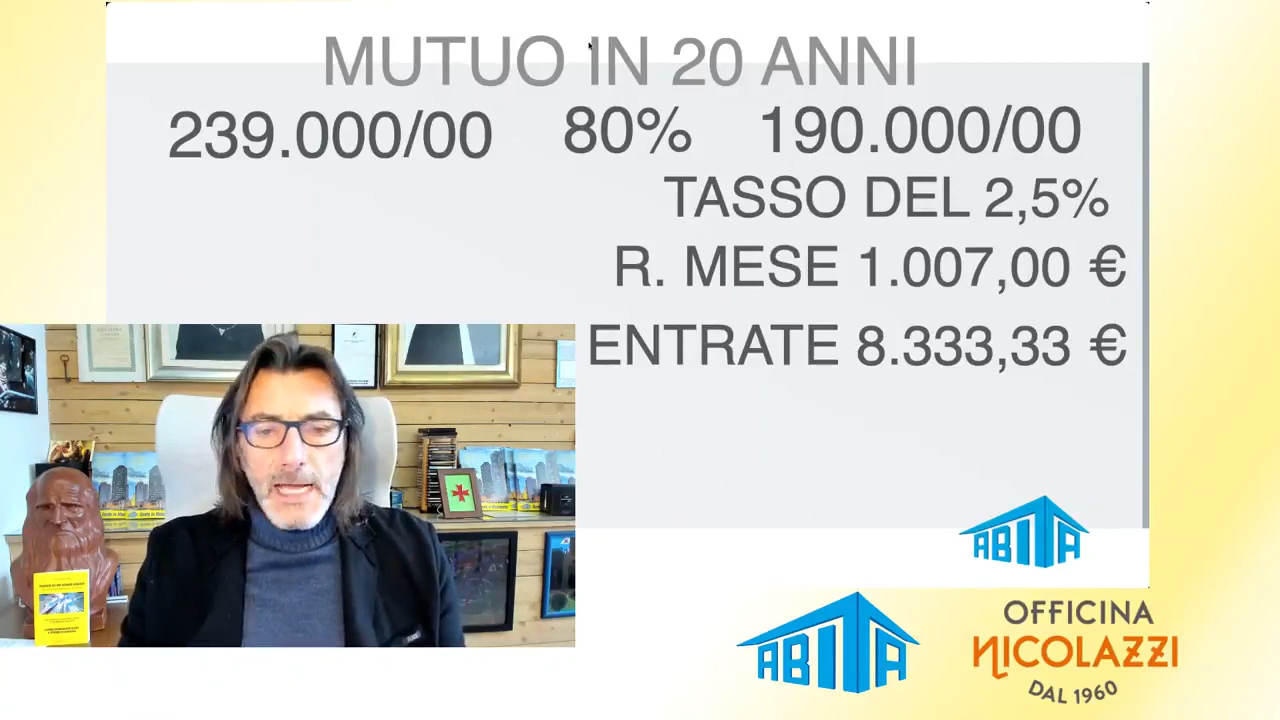 MUTUO IN 20 ANNI
239.000/00 80% 190.000/00
TASSO DEL 2,5%
R. MESE 1.007,00 €
ENTRATE 8.333,33 €
ABITA
ABITA
OFFICINA
NICOLAZZI
DAL 1960